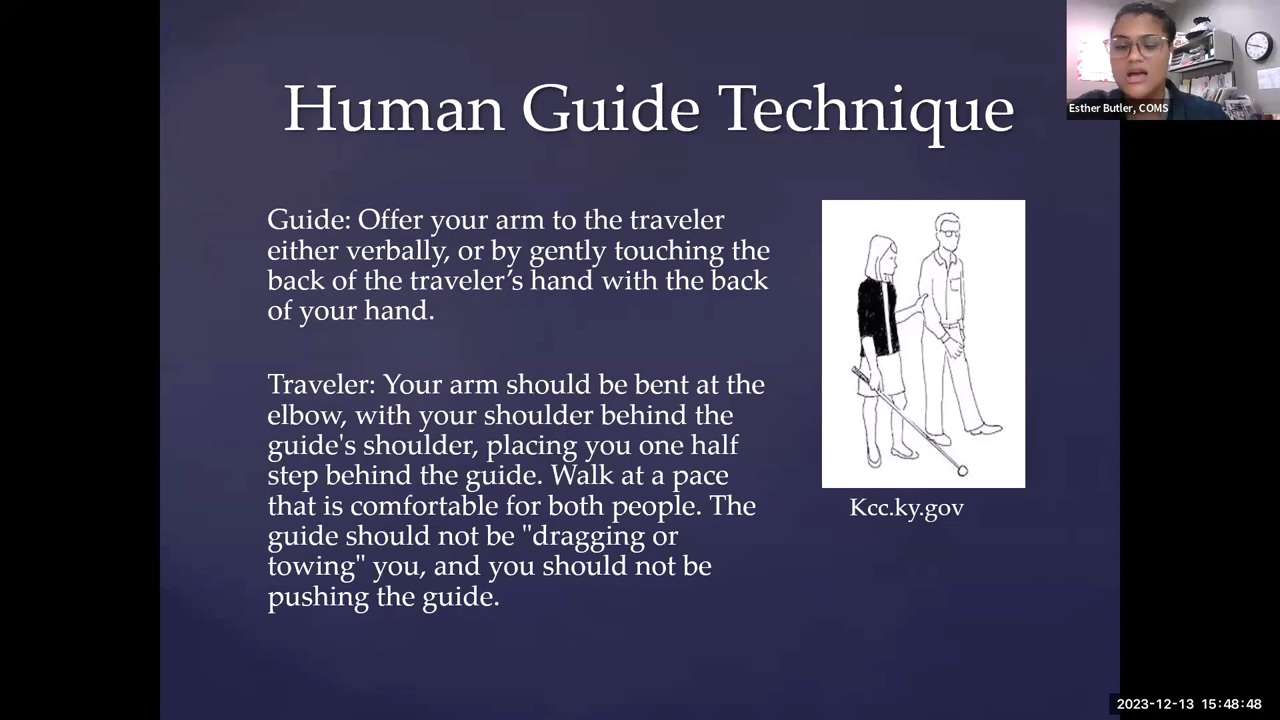 Human Guide Technique
Guide: Offer your arm to the traveler
either verbally, or by gently touching the
back of the traveler’s hand with the back
of your hand.
Traveler: Your arm should be bent at the
elbow, with your shoulder behind the
guide's shoulder, placing you one half
step behind the guide. Walk at a pace
that is comfortable for both people. The
guide should not be "dragging or
towing" you, and you should not be
pushing the guide.
Kcc.ky.gov
Esther Butler, COMS
2023-12-13 15:48:48